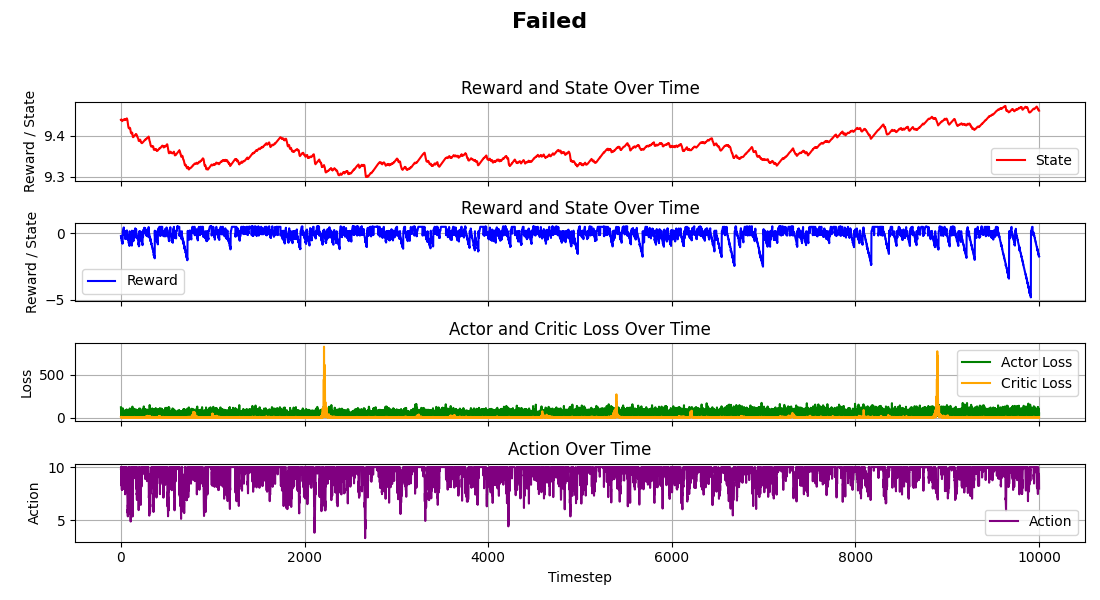 Failed
Reward and State Over Time
Reward / State
9.4
9.3
State
Reward and State Over Time
Reward / State
0
−5
Reward
Actor and Critic Loss Over Time
Loss
500
0
Actor Loss
Critic Loss
Action Over Time
Action
10
5
Action
0
2000
4000
6000
8000
10000
Timestep